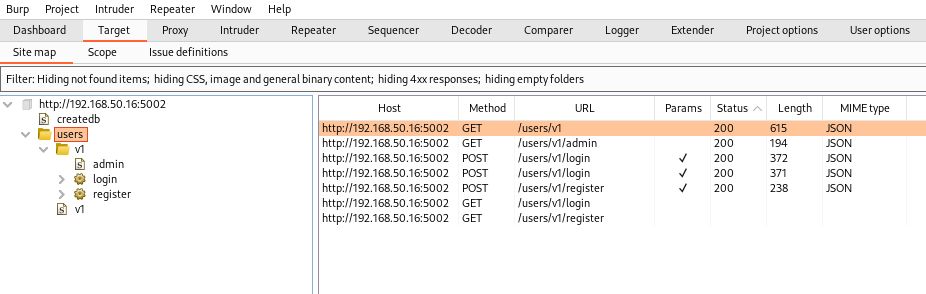 Burp Project Intruder Repeater Window Help
Dashboard Target Proxy Intruder Repeater Sequencer Decoder Comparer Logger Extender Project options User options
Site map Scope Issue definitions
Filter: Hiding not found items; hiding CSS, image and general binary content; hiding 4xx responses; hiding empty folders
http://192.168.50.16:5002
createdb
users
v1
admin
login
register
v1
Host Method URL Params Status Length MIME type
http://192.168.50.16:5002 GET /users/v1 200 615 JSON
http://192.168.50.16:5002 GET /users/v1/admin 200 194 JSON
http://192.168.50.16:5002 POST /users/v1/login ✓ 200 372 JSON
http://192.168.50.16:5002 POST /users/v1/login ✓ 200 371 JSON
http://192.168.50.16:5002 POST /users/v1/register ✓ 200 238 JSON
http://192.168.50.16:5002 GET /users/v1/login
http://192.168.50.16:5002 GET /users/v1/register